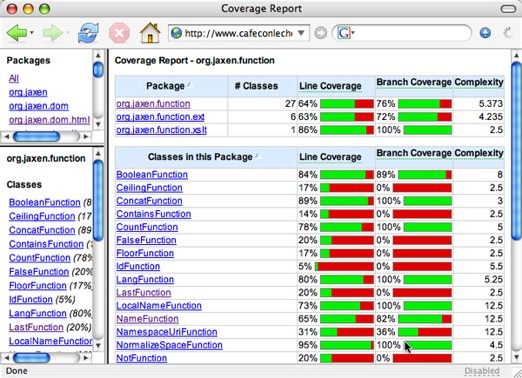 Coverage Report
http://www.cafeconlech
Packages
All
org.jaxen
org.jaxen.dom
org.jaxen.dom.html
org.jaxen.function
Classes
BooleanFunction (8
CeilingFunction (17
ConcatFunction (89
ContainsFunction (
CountFunction (78%
FalseFunction (20%)
FloorFunction (17%)
IdFunction (5%)
LangFunction (80%)
LastFunction (20%)
LocalNameFunction
Coverage Report - org.jaxen.function
Package # Classes Line Coverage Branch Coverage Complexity
org.jaxen.function 27 64% 76% 5.373
org.jaxen.function.ext 6 63% 72% 4.235
org.jaxen.function.xslt 1 86% 100% 2.5
Classes in this Package Line Coverage Branch Coverage Complexity
BooleanFunction 84% 89% 8
CeilingFunction 17% 0% 2.5
ConcatFunction 89% 100% 3
ContainsFunction 14% 0% 2.5
CountFunction 78% 100% 5
FalseFunction 20% 0% 2.5
FloorFunction 17% 0% 2.5
IdFunction 5% 0% 5.5
LangFunction 80% 100% 5.25
LastFunction 20% 0% 2.5
LocalNameFunction 73% 100% 12.5
NameFunction 65% 82% 12.5
NamespaceUriFunction 31% 36% 12.5
NormalizeSpaceFunction 95% 100% 4.5
NotFunction 20% 0% 2.5
Done Disabled